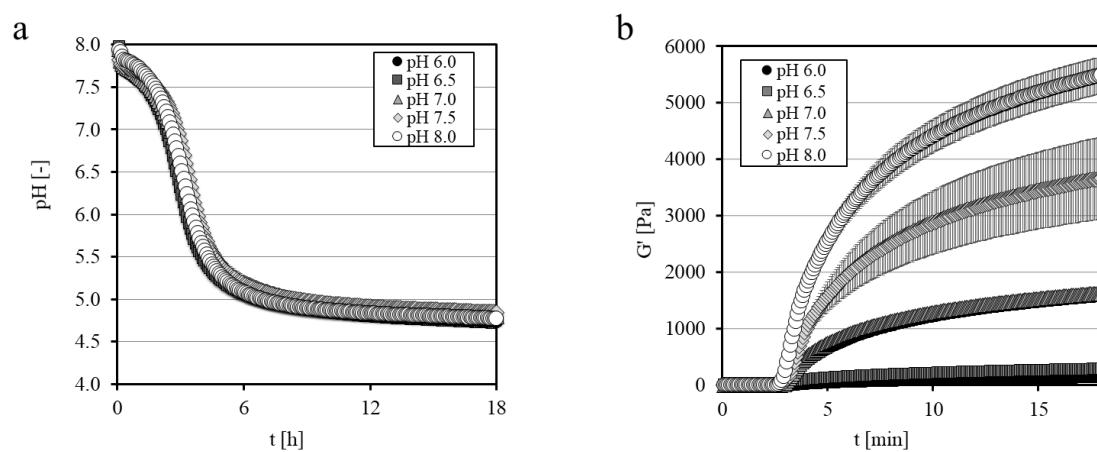 a
8.0
7.5
7.0
6.5
6.0
5.5
5.0
4.5
4.0
pH [-]
pH 6.0
pH 6.5
pH 7.0
pH 7.5
pH 8.0
0
6
12
18
t [h]
b
6000
5000
4000
3000
2000
1000
0
G' [Pa]
pH 6.0
pH 6.5
pH 7.0
pH 7.5
pH 8.0
0
5
10
15
t [min]